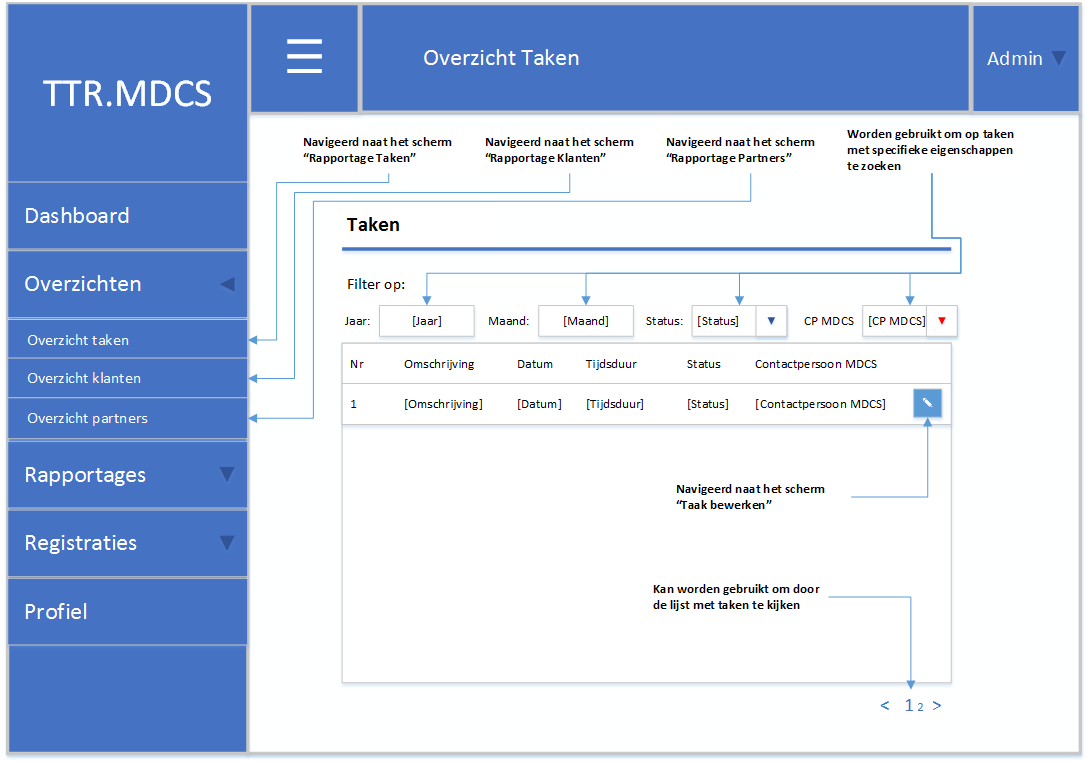 TTR.MDCS
☰
Overzicht Taken
Admin ▼
Dashboard
Overzichten ◀
Overzicht taken
Overzicht klanten
Overzicht partners
Rapportages ▼
Registraties ▼
Profiel
Navigeerd naat het scherm
“Rapportage Taken”
Navigeerd naat het scherm
“Rapportage Klanten”
Navigeerd naat het scherm
“Rapportage Partners”
Worden gebruikt om op taken
met specifieke eigenschappen
te zoeken
Taken
Filter op:
Jaar: [Jaar] Maand: [Maand] Status: [Status] ▼ CP MDCS [CP MDCS] ▼
Nr Omschrijving Datum Tijdsduur Status Contactpersoon MDCS
1 [Omschrijving] [Datum] [Tijdsduur] [Status] [Contactpersoon MDCS]
Navigeerd naat het scherm
“Taak bewerken”
Kan worden gebruikt om door
de lijst met taken te kijken
< 1 2 >